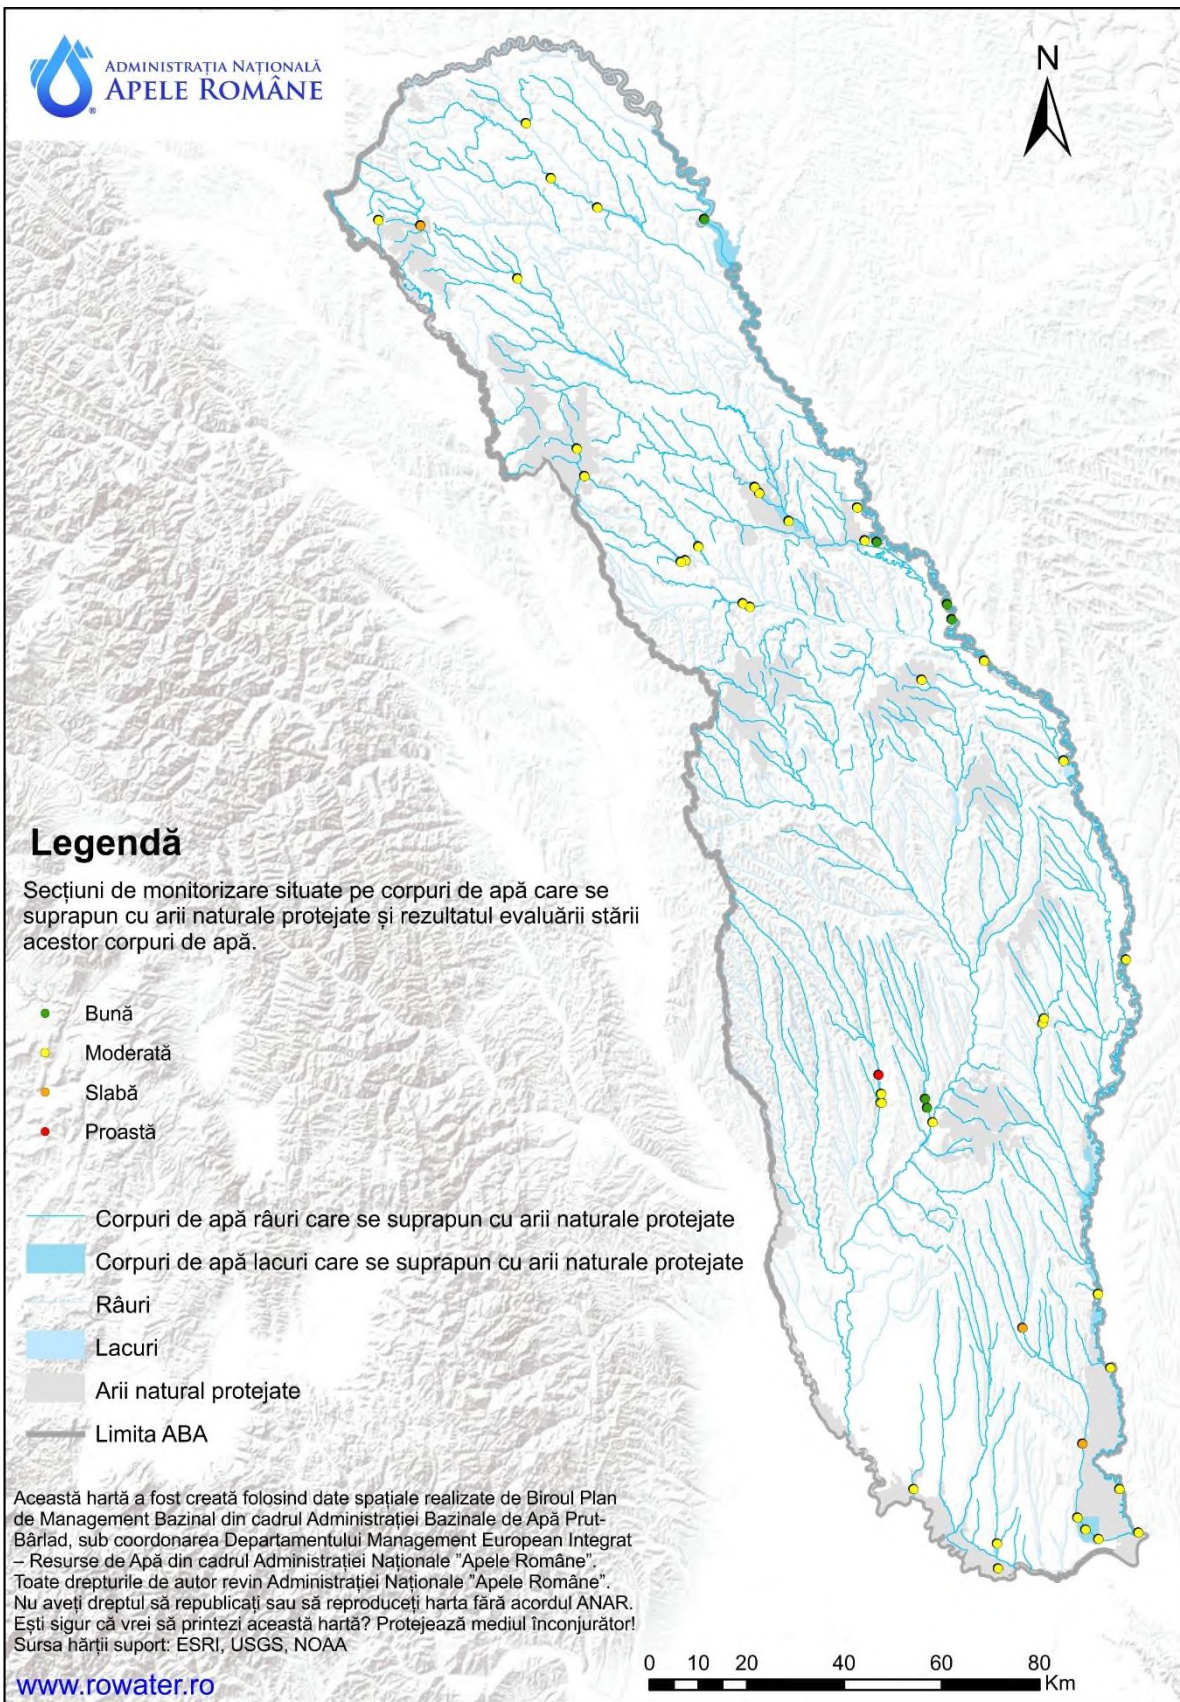 ADMINISTRAȚIA NAȚIONALĂ
APELE ROMÂNE
®
N
Legendă
Secțiuni de monitorizare situate pe corpuri de apă care se
suprapun cu arii naturale protejate și rezultatul evaluării stării
acestor corpuri de apă.
Bună
Moderată
Slabă
Proastă
Corpuri de apă râuri care se suprapun cu arii naturale protejate
Corpuri de apă lacuri care se suprapun cu arii naturale protejate
Râuri
Lacuri
Arii natural protejate
Limita ABA
Această hartă a fost creată folosind date spațiale realizate de Biroul Plan
de Management Bazinal din cadrul Administrației Bazinale de Apă Prut-
Bârlad, sub coordonarea Departamentului Management European Integrat
– Resurse de Apă din cadrul Administrației Naționale "Apele Române".
Toate drepturile de autor revin Administrației Naționale "Apele Române".
Nu aveți dreptul să republicați sau să reproduceți harta fără acordul ANAR.
Ești sigur că vrei să printezi această hartă? Protejează mediul înconjurător!
Sursa hărții suport: ESRI, USGS, NOAA
www.rowater.ro
0 10 20 40 60 80
Km